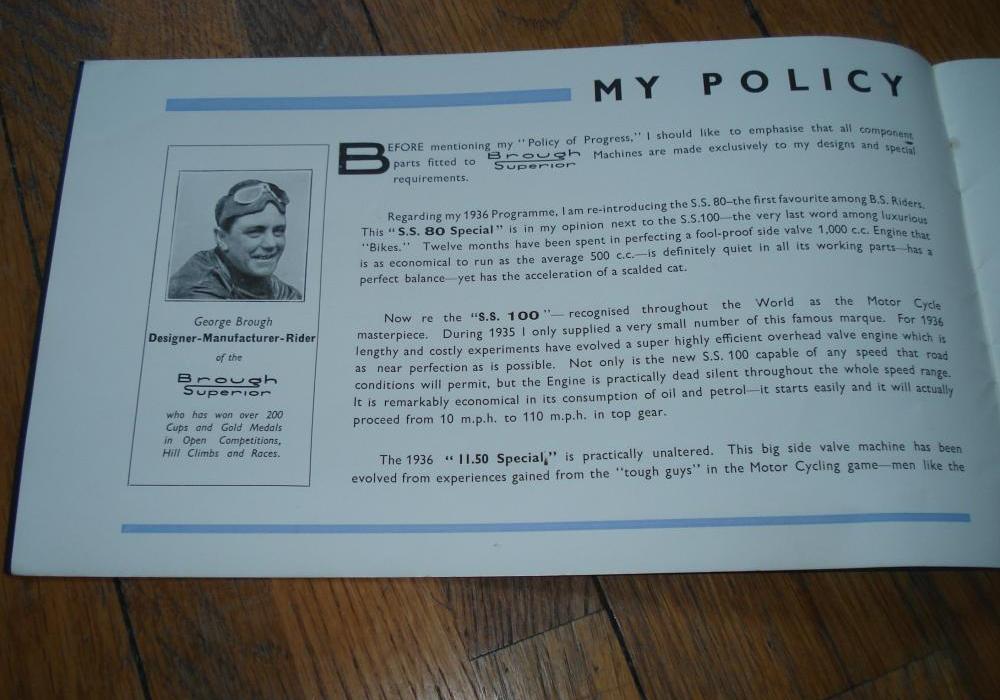 MY POLICY
BEFORE mentioning my "Policy of Progress," I should like to emphasise that all component
parts fitted to Brough Superior Machines are made exclusively to my designs and special
requirements.
Regarding my 1936 Programme, I am re-introducing the S.S. 80—the first favourite among B.S. Riders.
This "S.S. 80 Special" is in my opinion next to the S.S.100—the very last word among luxurious
"Bikes." Twelve months have been spent in perfecting a fool-proof side valve 1,000 c.c. Engine that
is as economical to run as the average 500 c.c.—is definitely quiet in all its working parts—has a
perfect balance—yet has the acceleration of a scalded cat.
Now re the "S.S. 100"—recognised throughout the World as the Motor Cycle
masterpiece. During 1935 I only supplied a very small number of this famous marque. For 1936
lengthy and costly experiments have evolved a super highly efficient overhead valve engine which is
as near perfection as is possible. Not only is the new S.S. 100 capable of any speed that road
conditions will permit, but the Engine is practically dead silent throughout the whole speed range.
It is remarkably economical in its consumption of oil and petrol—it starts easily and it will actually
proceed from 10 m.p.h. to 110 m.p.h. in top gear.
The 1936 "11.50 Special," is practically unaltered. This big side valve machine has been
evolved from experiences gained from the "tough guys" in the Motor Cycling game—men like the
George Brough
Designer-Manufacturer-Rider
of the
Brough
Superior
who has won over 200
Cups and Gold Medals
in Open Competitions,
Hill Climbs and Races.